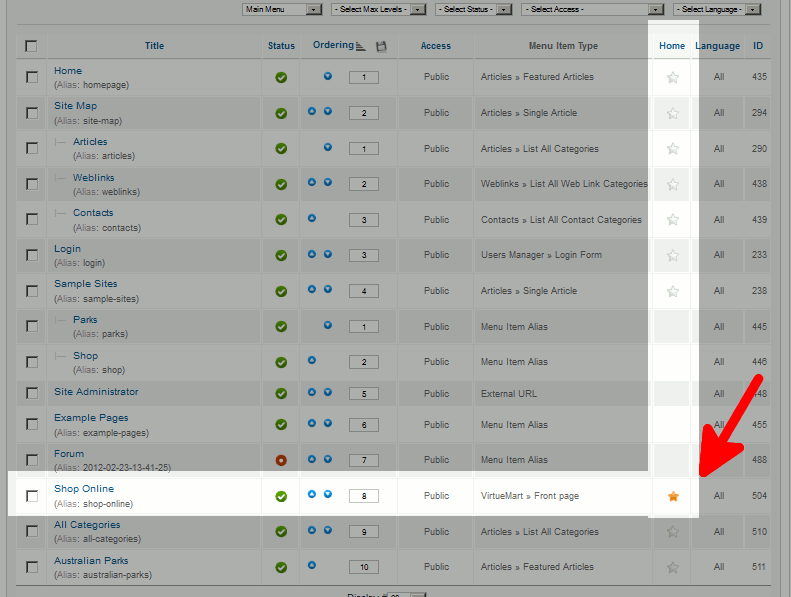 Main Menu - Select Max Levels - - Select Status - - Select Access - - Select Language -
Title Status Ordering Access Menu Item Type Home Language ID
Home 1 Public Articles » Featured Articles All 435
(Alias: homepage)
Site Map 2 Public Articles » Single Article All 294
(Alias: site-map)
Articles 1 Public Articles » List All Categories All 290
(Alias: articles)
Weblinks 2 Public Weblinks » List All Web Link Categories All 438
(Alias: weblinks)
Contacts 3 Public Contacts » List All Contact Categories All 439
(Alias: contacts)
Login 3 Public Users Manager » Login Form All 233
(Alias: login)
Sample Sites 4 Public Articles » Single Article All 238
(Alias: sample-sites)
Parks 1 Public Menu Item Alias All 445
(Alias: parks)
Shop 2 Public Menu Item Alias All 446
(Alias: shop)
Site Administrator 5 Public External URL 448
Example Pages 6 Public Menu Item Alias All 455
(Alias: example-pages)
Forum 7 Public Menu Item Alias 488
(Alias: 2012-02-23-13-41-25)
Shop Online 8 Public VirtueMart » Front page All 504
(Alias: shop-online)
All Categories 9 Public Articles » List All Categories All 510
(Alias: all-categories)
Australian Parks 10 Public Articles » Featured Articles All 511
(Alias: australian-parks)
Display #